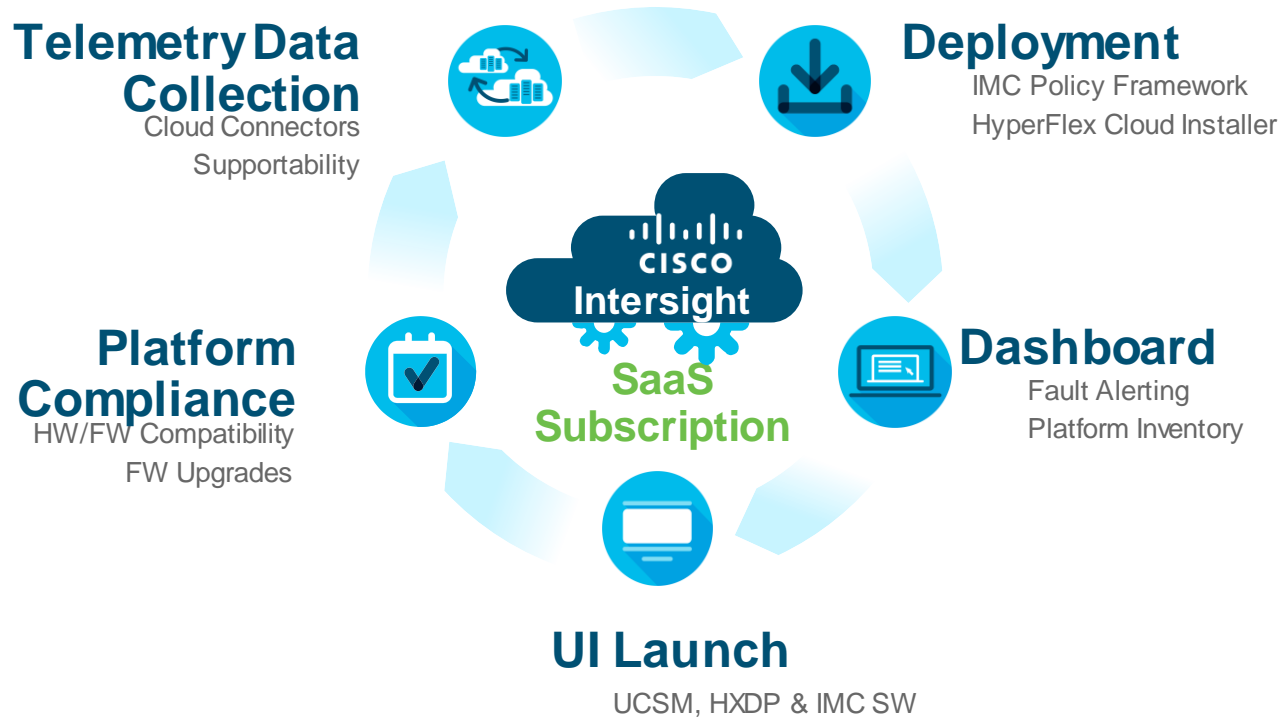 Telemetry Data
Collection
Cloud Connectors
Supportability
Deployment
IMC Policy Framework
HyperFlex Cloud Installer
CISCO
Intersight
SaaS
Subscription
Platform
Compliance
HW/FW Compatibility
FW Upgrades
Dashboard
Fault Alerting
Platform Inventory
UI Launch
UCSM, HXDP & IMC SW